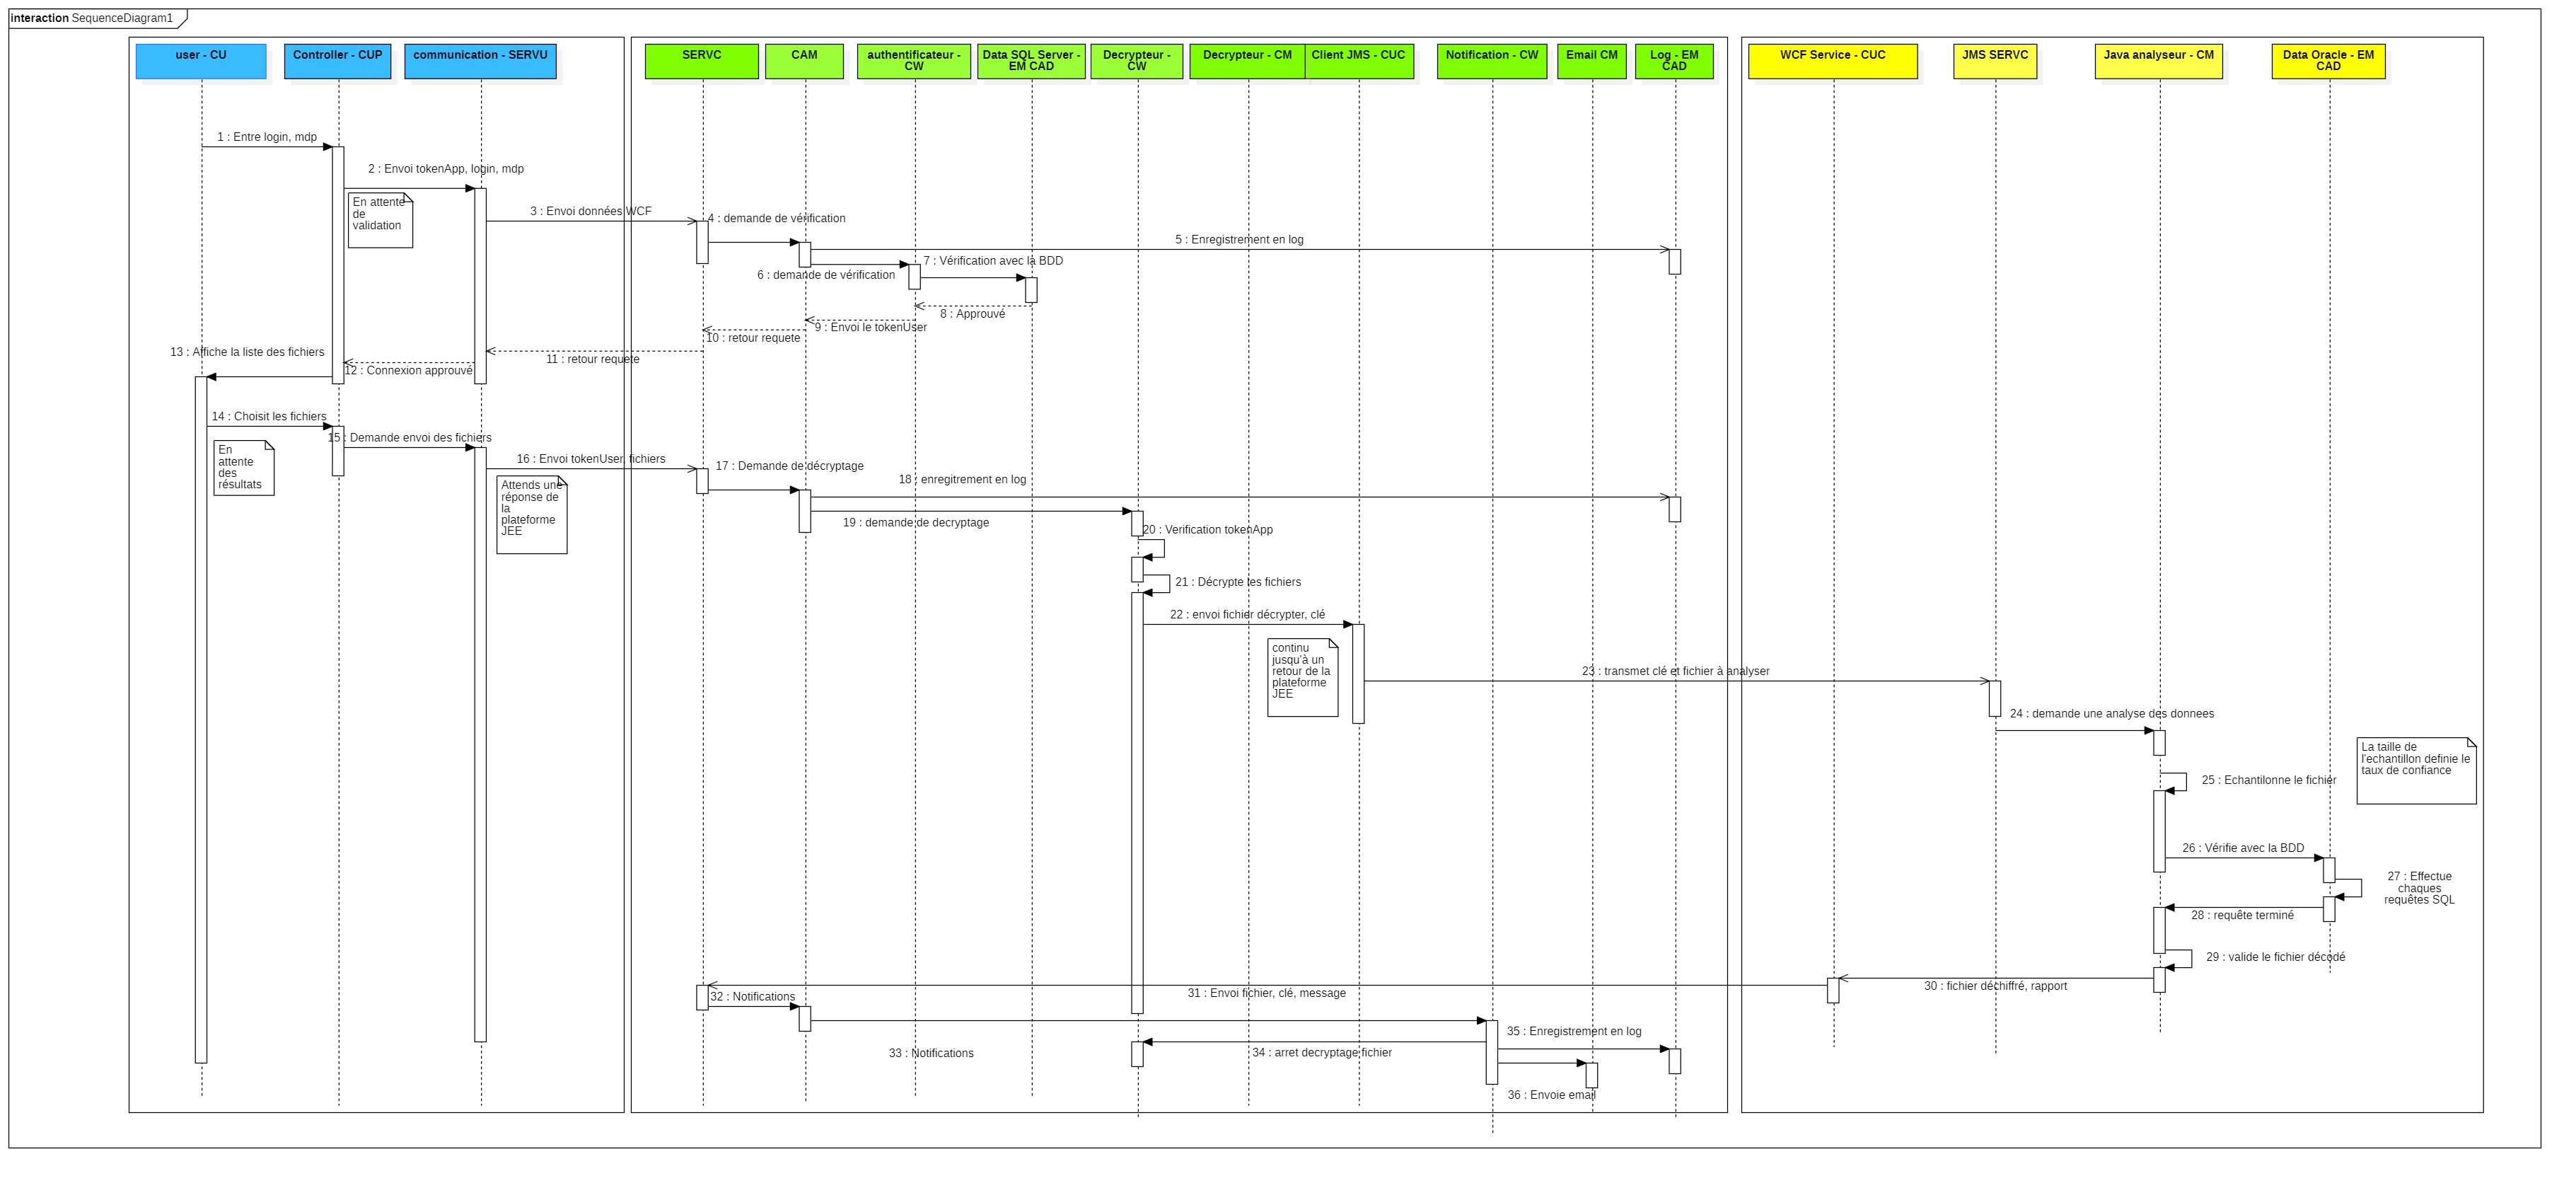 interaction SequenceDiagram1
user - CU
Controller - CUP
communication - SERVU
SERVC
CAM
authentificateur -
CW
Data SQL Server -
EM CAD
Decrypteur -
CW
Decrypteur - CM
Client JMS - CUC
Notification - CW
Email CM
Log - EM
CAD
WCF Service - CUC
JMS SERVC
Java analyseur - CM
Data Oracle - EM
CAD
1 : Entre login, mdp
2 : Envoi tokenApp, login, mdp
En attente
de
validation
3 : Envoi données WCF
4 : demande de vérification
5 : Enregistrement en log
6 : demande de vérification
7 : Vérification avec la BDD
8 : Approuvé
9 : Envoi le tokenUser
10 : retour requete
11 : retour requete
12 : Connexion approuvé
13 : Affiche la liste des fichiers
14 : Choisit les fichiers
En
attente
des
résultats
15 : Demande envoi des fichiers
16 : Envoi tokenUser, fichiers
Attends une
réponse de
la
plateforme
JEE
17 : Demande de décryptage
18 : enregitrement en log
19 : demande de decryptage
20 : Verification tokenApp
21 : Décrypte les fichiers
22 : envoi fichier décrypter, clé
continu
jusqu'à un
retour de la
plateforme
JEE
23 : transmet clé et fichier à analyser
24 : demande une analyse des donnees
La taille de
l'echantillon definie le
taux de confiance
25 : Echantilonne le fichier
26 : Vérifie avec la BDD
27 : Effectue
chaques
requêtes SQL
28 : requête terminé
29 : valide le fichier décodé
30 : fichier déchiffré, rapport
31 : Envoi fichier, clé, message
32 : Notifications
33 : Notifications
34 : arret decryptage fichier
35 : Enregistrement en log
36 : Envoie email